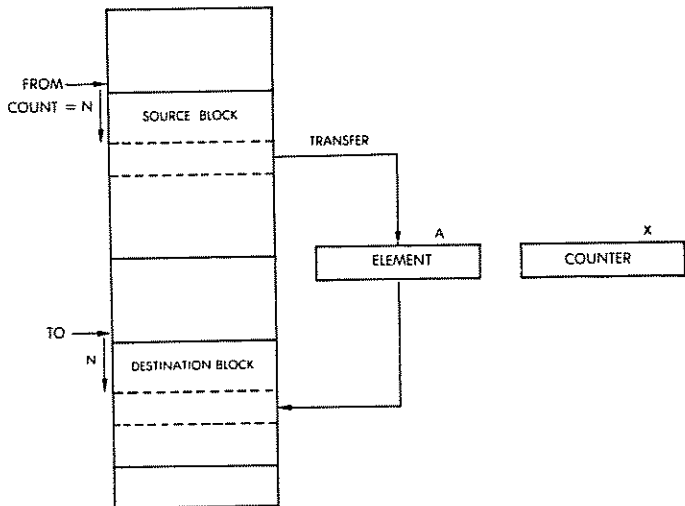 FROM
COUNT = N
SOURCE BLOCK
TRANSFER
A
ELEMENT
X
COUNTER
TO
N
DESTINATION BLOCK